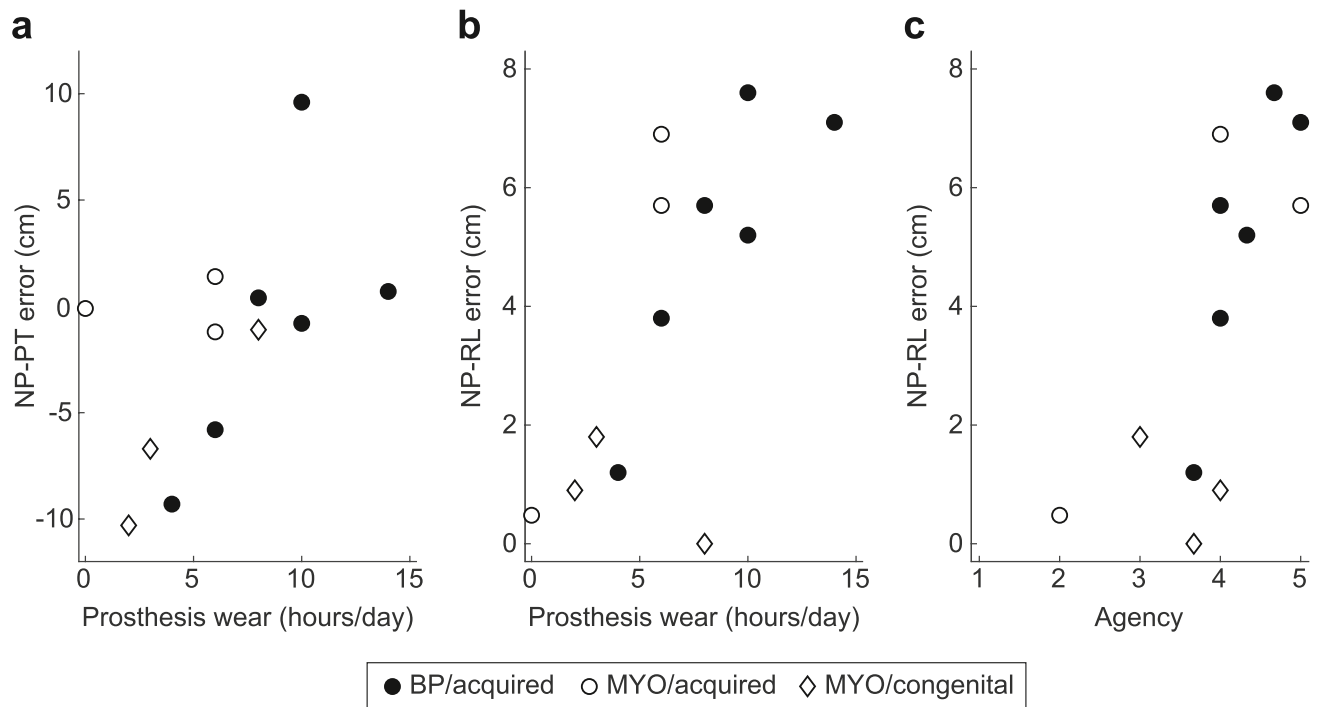 a
NP-PT error (cm)
10
5
0
-5
-10
0 5 10 15
Prosthesis wear (hours/day)
b
NP-RL error (cm)
8
6
4
2
0
0 5 10 15
Prosthesis wear (hours/day)
c
NP-RL error (cm)
8
6
4
2
0
1 2 3 4 5
Agency
BP/acquired MYO/acquired MYO/congenital